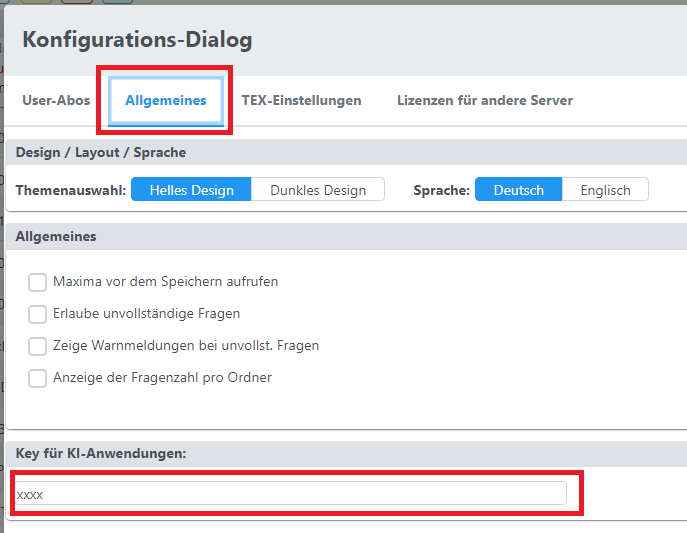 Konfigurations-Dialog
User-Abos Allgemeines TEX-Einstellungen Lizenzen für andere Server
Design / Layout / Sprache
Themenauswahl: Helles Design Dunkles Design Sprache: Deutsch Englisch
Allgemeines
Maxima vor dem Speichern aufrufen
Erlaube unvollständige Fragen
Zeige Warnmeldungen bei unvollst. Fragen
Anzeige der Fragenzahl pro Ordner
Key für KI-Anwendungen:
xxxx